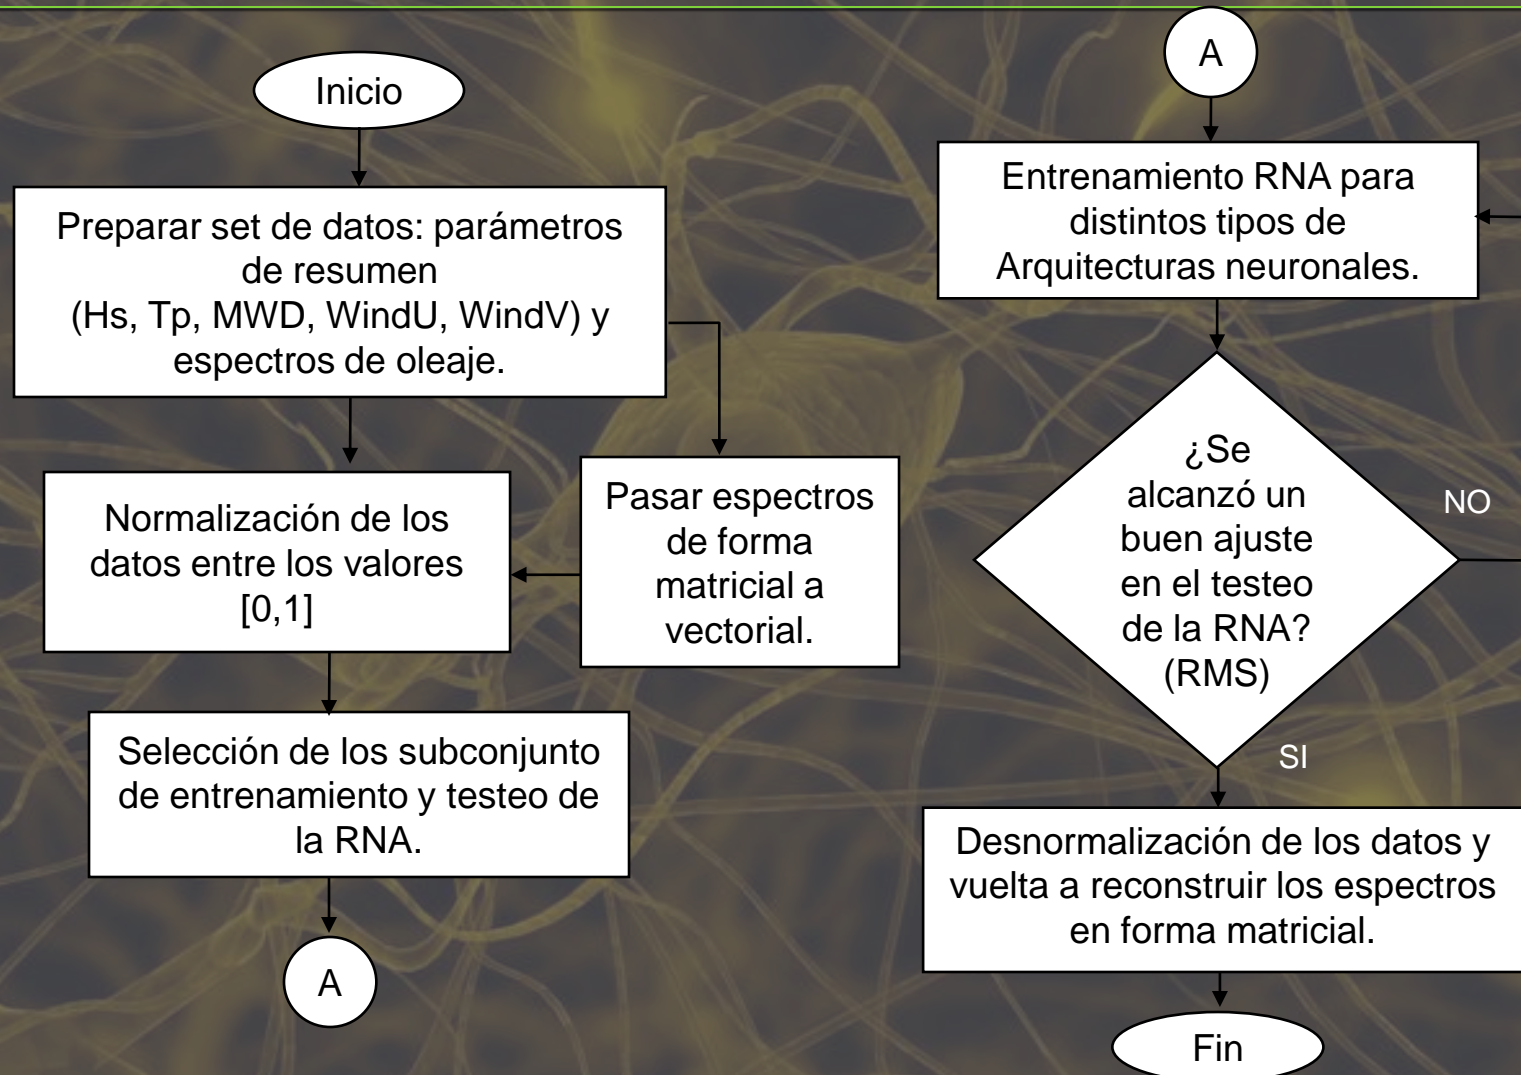 Inicio
Preparar set de datos: parámetros
de resumen
(Hs, Tp, MWD, WindU, WindV) y
espectros de oleaje.
Normalización de los
datos entre los valores
[0,1]
Pasar espectros
de forma
matricial a
vectorial.
Selección de los subconjunto
de entrenamiento y testeo de
la RNA.
A
A
Entrenamiento RNA para
distintos tipos de
Arquitecturas neuronales.
¿Se
alcanzó un
buen ajuste
en el testeo
de la RNA?
(RMS)
NO
SI
Desnormalización de los datos y
vuelta a reconstruir los espectros
en forma matricial.
Fin